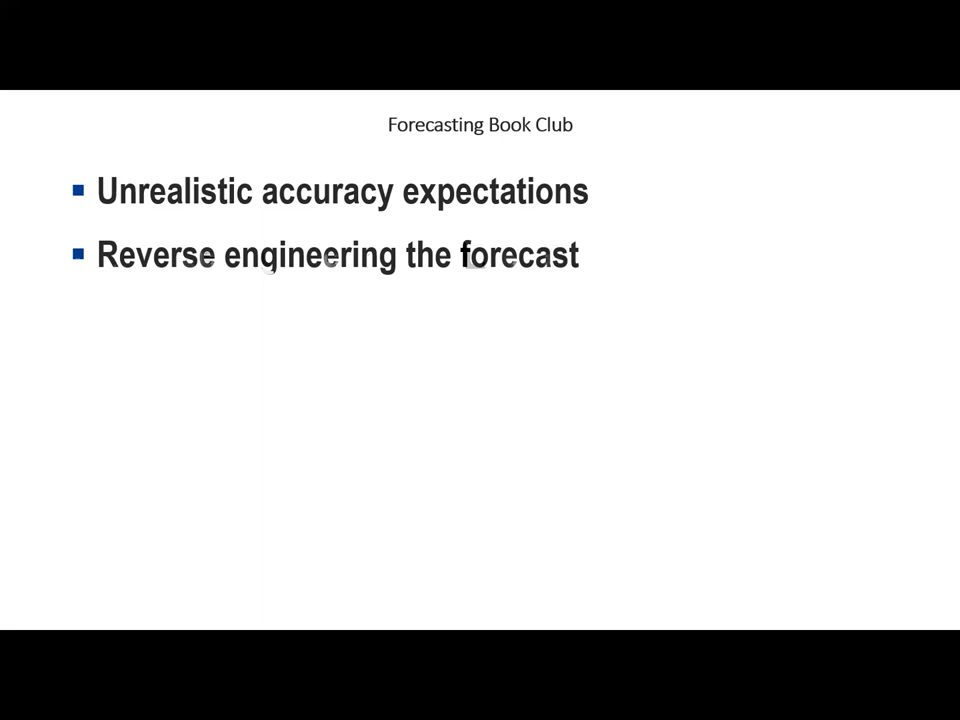 Forecasting Book Club
▪ Unrealistic accuracy expectations
▪ Reverse engineering the forecast